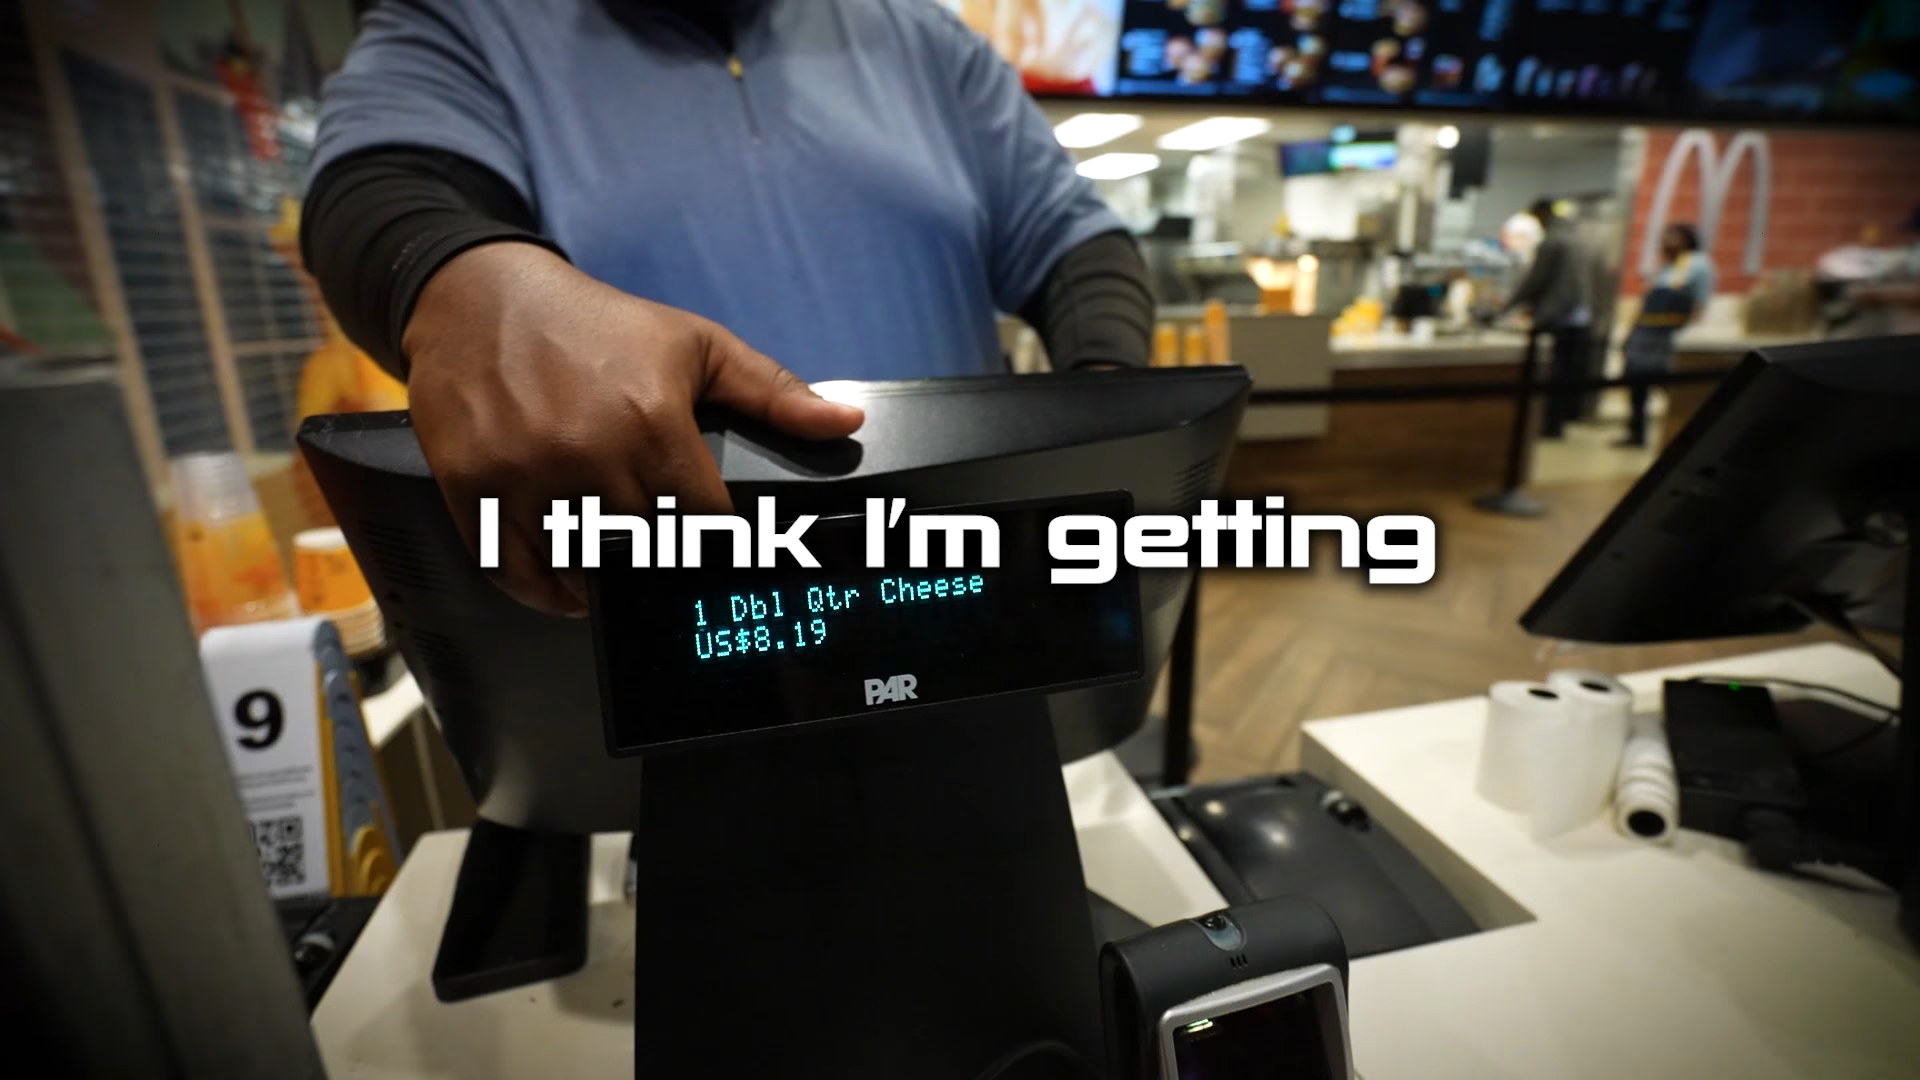 I think I'm getting
1 Dbl Qtr Cheese
US$8.19
PAR
9